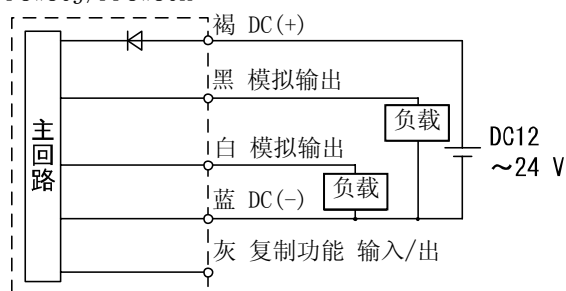 褐 DC(+)
黑 模拟输出
负载
主回路
DC12
～24 V
白 模拟输出
负载
蓝 DC(-)
灰 复制功能 输入/出